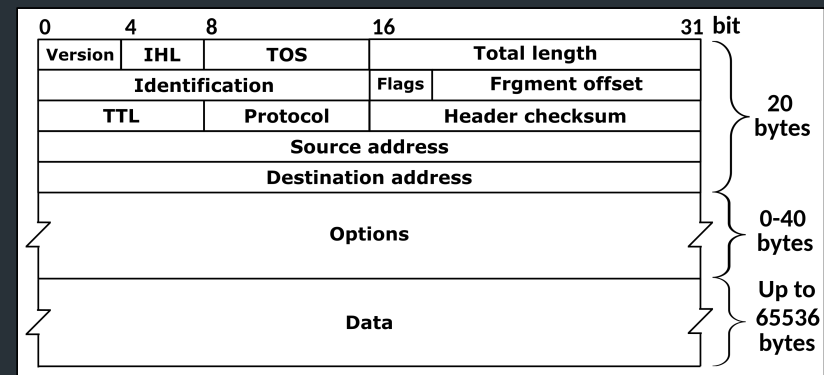 0 4 8 16 31 bit
Version IHL TOS Total length
Identification Flags Frgment offset
TTL Protocol Header checksum
Source address
Destination address
20
bytes
Options
0-40
bytes
Data
Up to
65536
bytes